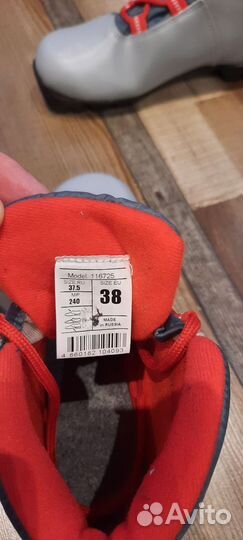 Model: 116725
SIZE RU
37.5
SIZE EU
38
MP
240
MADE
in RUSSIA
4 660182 104093
Avito